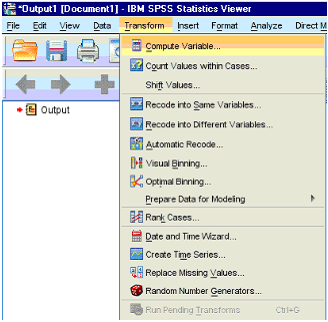 *Output1 [Document1] - IBM SPSS Statistics Viewer
File Edit View Data Transform Insert Format Analyze Direct M
Compute Variable...
Count Values within Cases...
Shift Values...
Recode into Same Variables...
Recode into Different Variables...
Automatic Recode...
Visual Binning...
Optimal Binning...
Prepare Data for Modeling
Rank Cases...
Date and Time Wizard...
Create Time Series...
Replace Missing Values...
Random Number Generators...
Run Pending Transforms Ctrl+G
Output